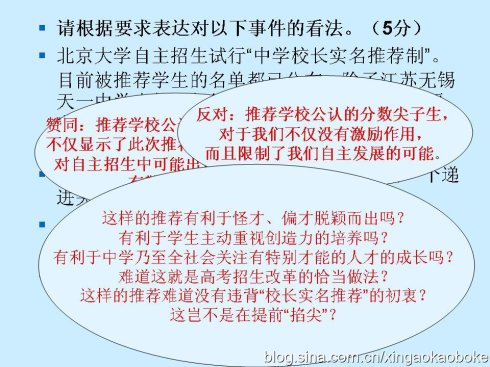 请根据要求表达对以下事件的看法。（5分）
北京大学自主招生试行“中学校长实名推荐制”。
目前被推荐学生的名单都已公布，除了江苏无锡
天一中学
赞同：推荐学校公
不仅显示了此次推
对自主招生中可能出
反对：推荐学校公认的分数尖子生，
对于我们不仅没有激励作用，
而且限制了我们自主发展的可能。
个递
进
这样的推荐有利于怪才、偏才脱颖而出吗？
有利于学生主动重视创造力的培养吗？
有利于中学乃至全社会关注有特别才能的人才的成长吗？
难道这就是高考招生改革的恰当做法？
这样的推荐难道没有违背“校长实名推荐”的初衷？
这岂不是在提前“掐尖”？
blog.sina.com.cn/xingaokaoboke